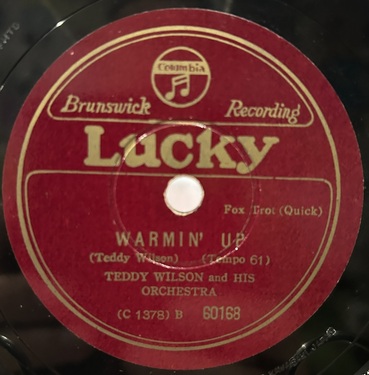 Columbia
Brunswick Recording
Lucky
Fox Trot (Quick)
WARMIN' UP
(Teddy Wilson) (Tempo 61)
TEDDY WILSON and HIS
ORCHESTRA
(C 1378) B 60168